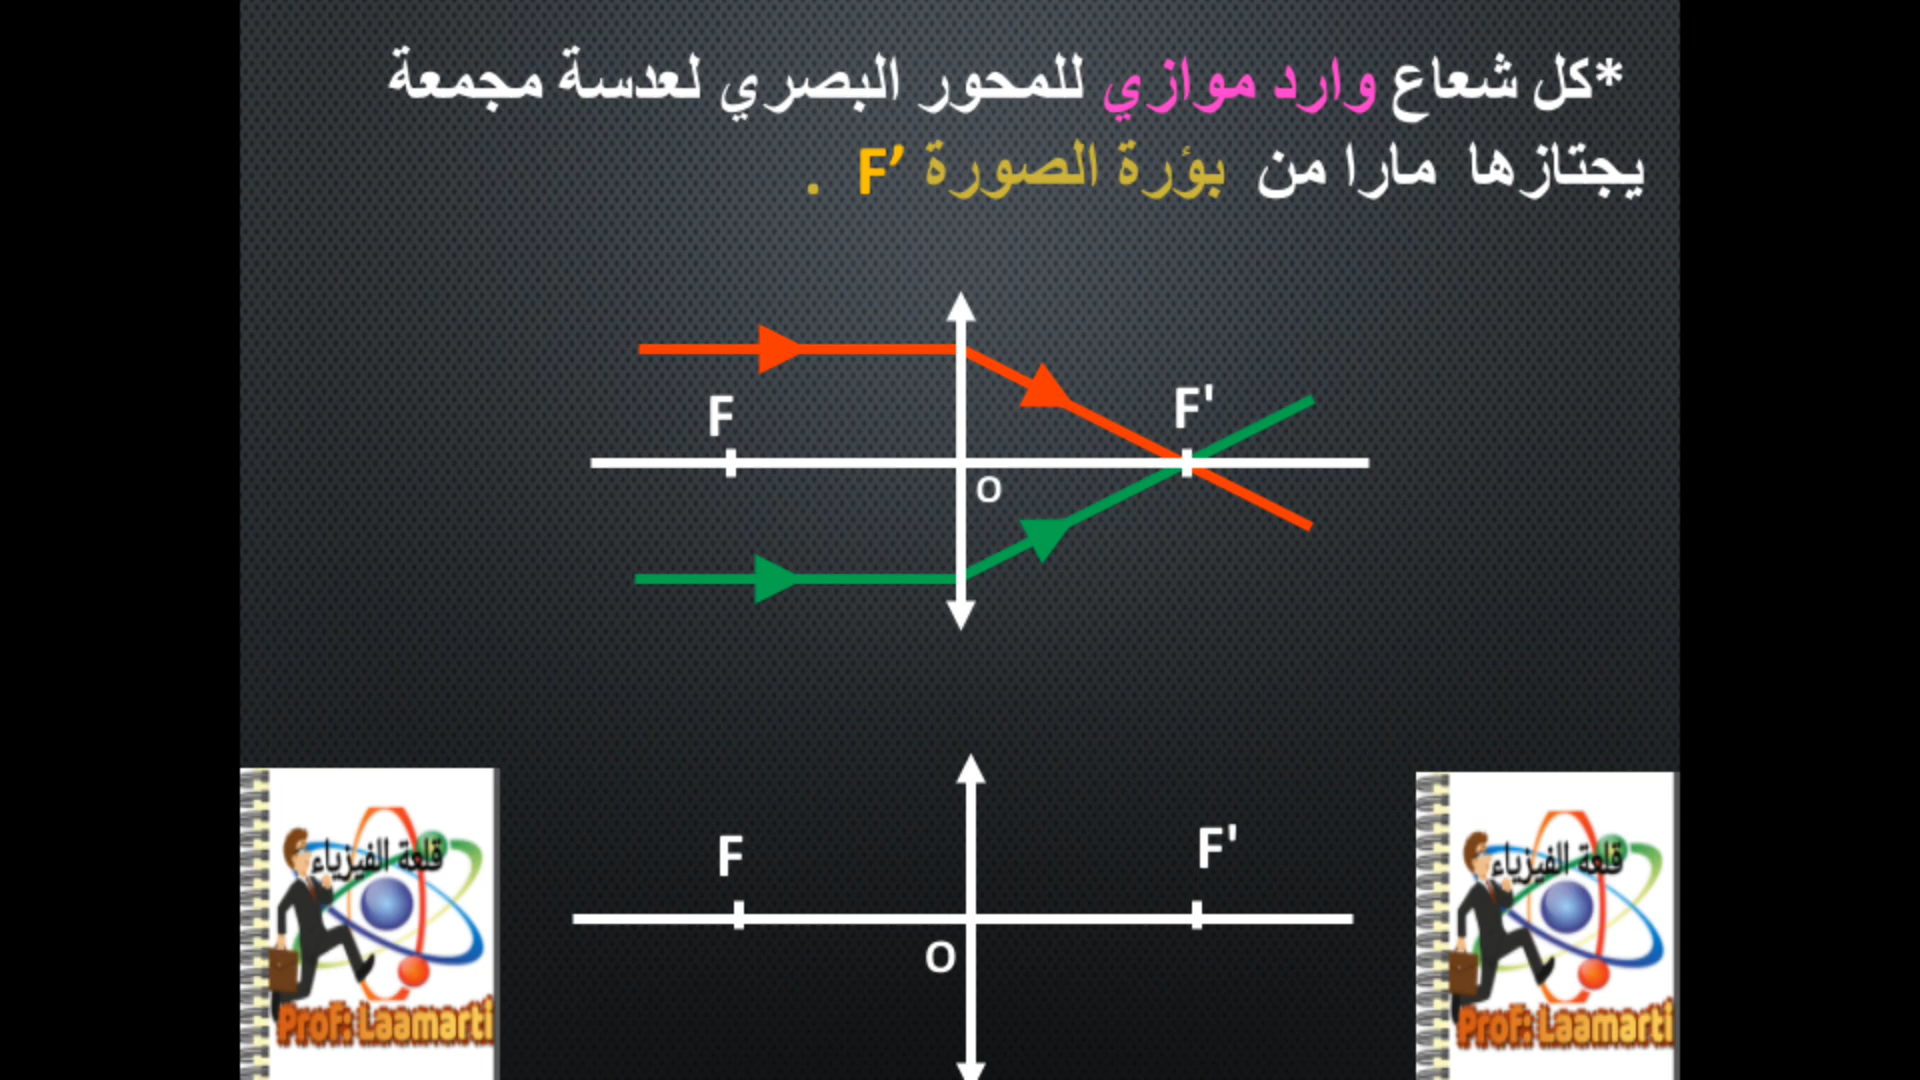 *كل شعاع وارد موازي للمحور البصري لعدسة مجمعة
يجتازها مارا من بؤرة الصورة F’ .
F
F'
O
F
F'
O
قلعة الفيزياء
Prof: Laamarti
قلعة الفيزياء
Prof: Laamarti